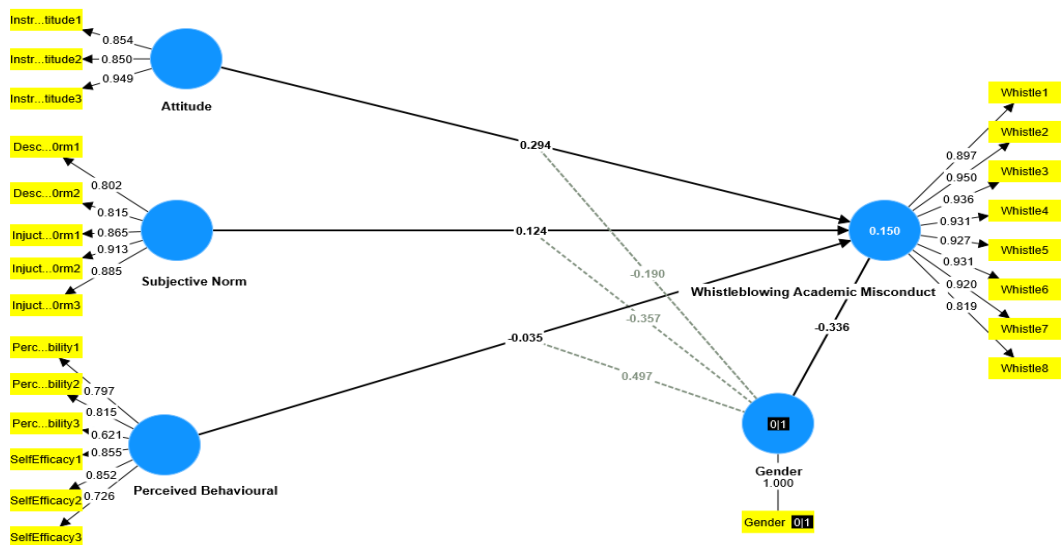 Instr...titude1
0.854
Instr...titude2
0.850
0.949
Instr...titude3
Attitude
Desc...0rm1
0.802
Desc...0rm2
0.815
Injuct...0rm1
0.865
0.913
Injuct...0rm2
0.885
Injuct...0rm3
Subjective Norm
Perc...bility1
0.797
Perc...bility2
0.815
Perc...bility3
0.621
SelfEfficacy1
0.855
0.852
SelfEfficacy2
0.726
SelfEfficacy3
Perceived Behavioural
0.294
0.124
-0.035
-0.190
-0.357
0.497
-0.336
0.150
Whistleblowing Academic Misconduct
Whistle1
0.897
Whistle2
0.950
Whistle3
0.936
Whistle4
0.931
Whistle5
0.927
Whistle6
0.931
Whistle7
0.920
0.819
Whistle8
0|1
Gender
1.000
Gender 0|1